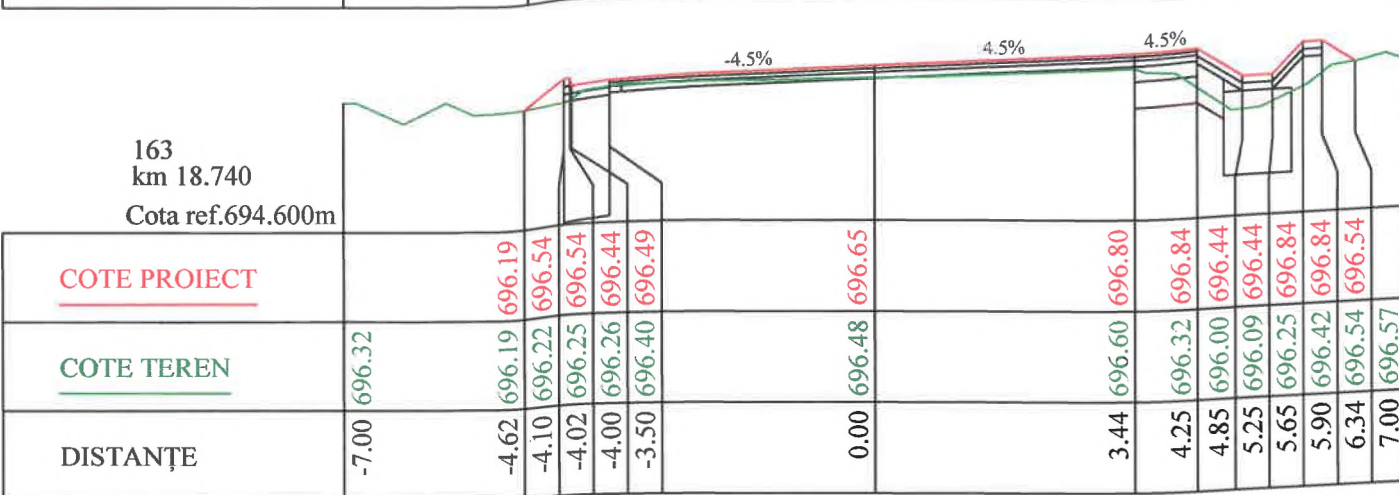 -4.5% 4.5% 4.5%
163
km 18.740
Cota ref.694.600m
COTE PROIECT 696.19 696.54 696.54 696.44 696.49 696.65 696.80 696.84 696.44 696.44 696.84 696.84 696.54
COTE TEREN 696.32 696.19 696.22 696.25 696.26 696.40 696.48 696.60 696.32 696.00 696.09 696.25 696.42 696.54 696.57
DISTANȚE -7.00 -4.62 -4.10 -4.02 -4.00 -3.50 0.00 3.44 4.25 4.85 5.25 5.65 5.90 6.34 7.00